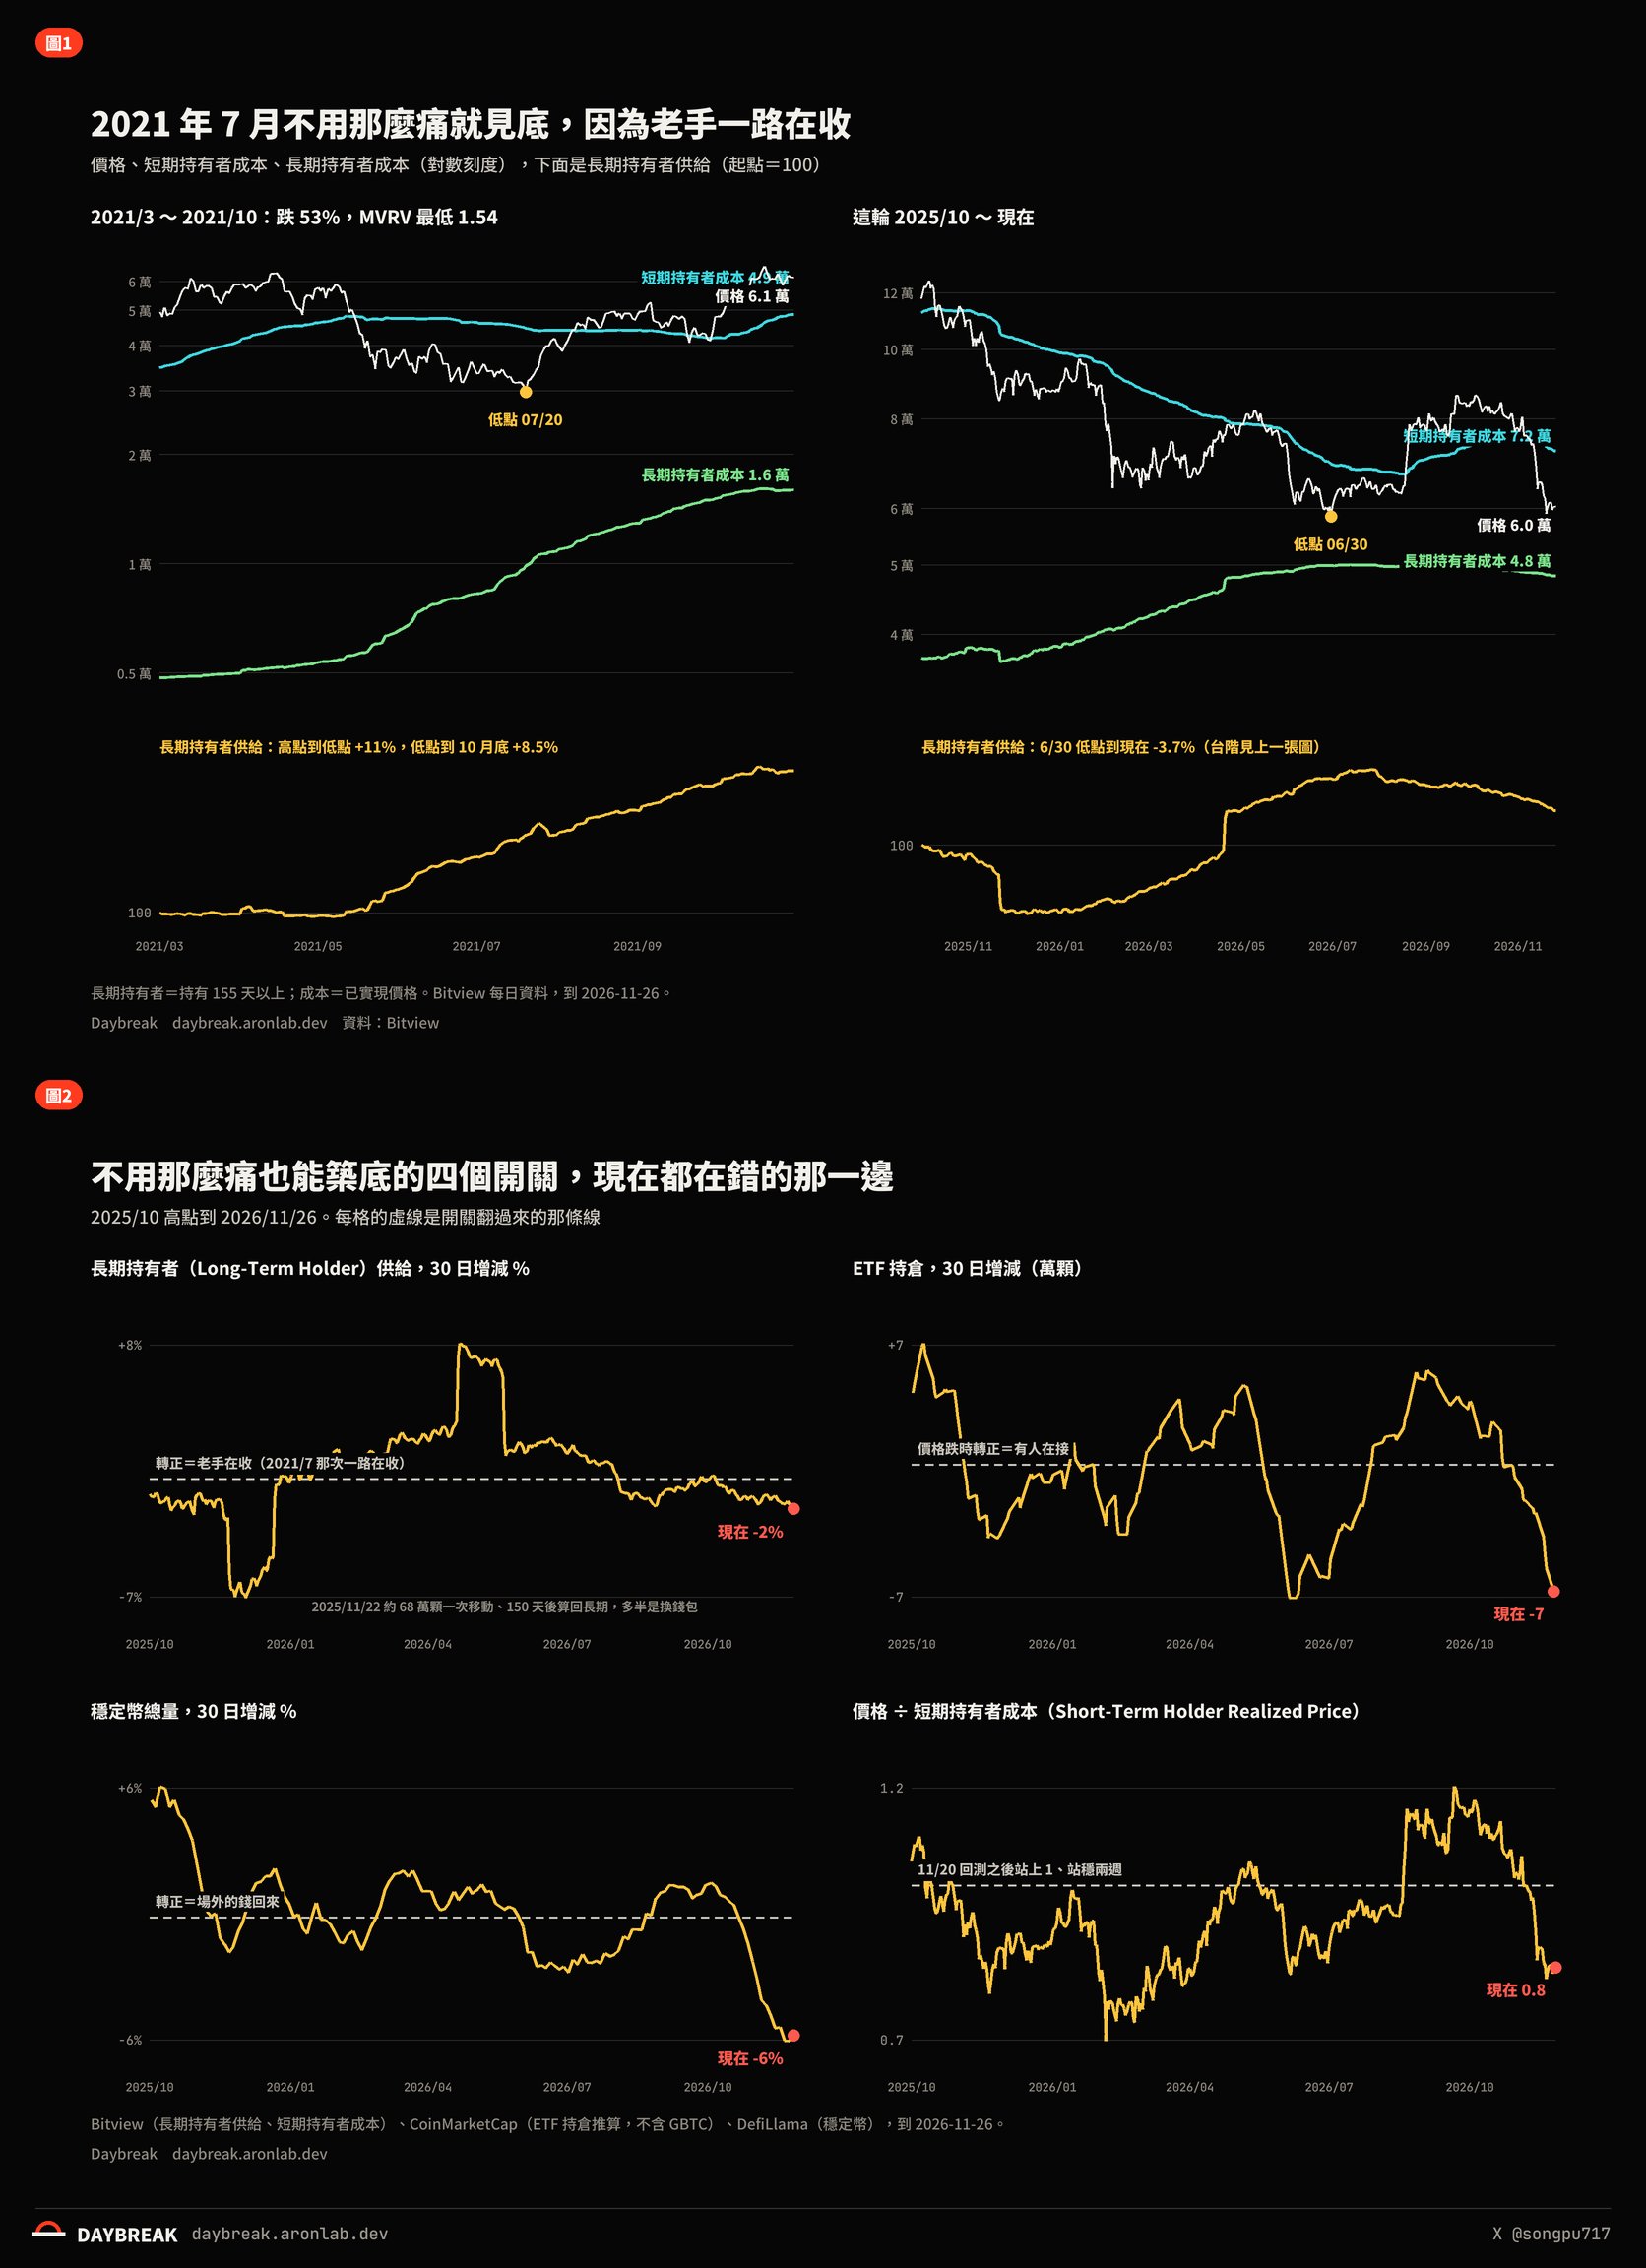 圖1
2021 年 7 月不用那麼痛就見底，因為老手一路在收
價格、短期持有者成本、長期持有者成本（對數刻度），下面是長期持有者供給（起點＝100）
2021/3 ～ 2021/10：跌 53%，MVRV 最低 1.54
6 萬
5 萬
4 萬
3 萬
2 萬
1 萬
0.5 萬
短期持有者成本 4.9 萬
價格 6.1 萬
低點 07/20
長期持有者成本 1.6 萬
長期持有者供給：高點到低點 +11%，低點到 10 月底 +8.5%
100
2021/03 2021/05 2021/07 2021/09
這輪 2025/10 ～ 現在
12 萬
10 萬
8 萬
6 萬
5 萬
4 萬
短期持有者成本 7.2 萬
價格 6.0 萬
低點 06/30
長期持有者成本 4.8 萬
長期持有者供給：6/30 低點到現在 -3.7%（台階見上一張圖）
100
2025/11 2026/01 2026/03 2026/05 2026/07 2026/09 2026/11
長期持有者＝持有 155 天以上；成本＝已實現價格。Bitview 每日資料，到 2026-11-26。
Daybreak daybreak.aronlab.dev 資料：Bitview
圖2
不用那麼痛也能築底的四個開關，現在都在錯的那一邊
2025/10 高點到 2026/11/26。每格的虛線是開關翻過來的那條線
長期持有者（Long-Term Holder）供給，30 日增減 %
+8%
轉正＝老手在收（2021/7 那次一路在收）
現在 -2%
-7%
2025/11/22 約 68 萬顆一次移動、150 天後算回長期，多半是換錢包
2025/10 2026/01 2026/04 2026/07 2026/10
ETF 持倉，30 日增減（萬顆）
+7
價格跌時轉正＝有人在接
-7
現在 -7
2025/10 2026/01 2026/04 2026/07 2026/10
穩定幣總量，30 日增減 %
+6%
轉正＝場外的錢回來
-6%
現在 -6%
2025/10 2026/01 2026/04 2026/07 2026/10
價格 ÷ 短期持有者成本（Short-Term Holder Realized Price）
1.2
11/20 回測之後站上 1、站穩兩週
現在 0.8
0.7
2025/10 2026/01 2026/04 2026/07 2026/10
Bitview（長期持有者供給、短期持有者成本）、CoinMarketCap（ETF 持倉推算，不含 GBTC）、DefiLlama（穩定幣），到 2026-11-26。
Daybreak daybreak.aronlab.dev
DAYBREAK daybreak.aronlab.dev
X @songpu717